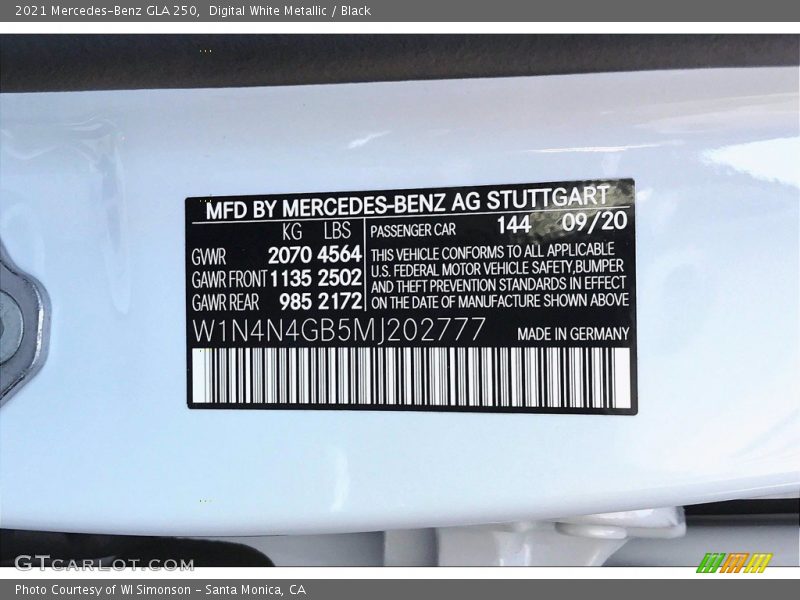 2021 Mercedes-Benz GLA 250, Digital White Metallic / Black
MFD BY MERCEDES-BENZ AG STUTTGART
KG LBS PASSENGER CAR 144 09/20
GWR 2070 4564 THIS VEHICLE CONFORMS TO ALL APPLICABLE
GAWR FRONT 1135 2502 U.S. FEDERAL MOTOR VEHICLE SAFETY,BUMPER
GAWR REAR 985 2172 AND THEFT PREVENTION STANDARDS IN EFFECT
ON THE DATE OF MANUFACTURE SHOWN ABOVE
W1N4N4GB5MJ202777 MADE IN GERMANY
GTCARLOT.COM
Photo Courtesy of WI Simonson - Santa Monica, CA